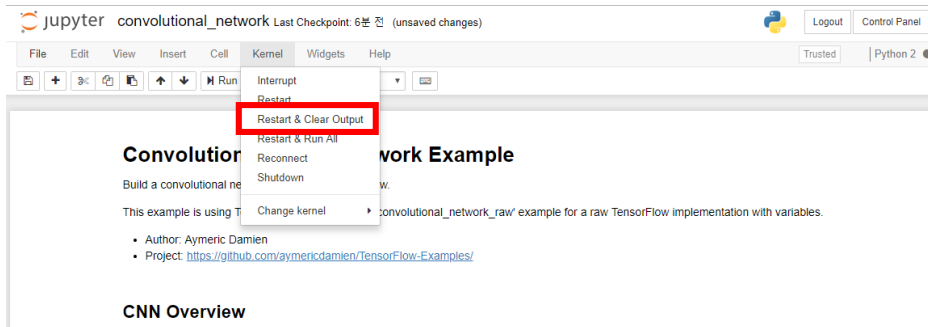 jupyter convolutional_network Last Checkpoint: 6분 전 (unsaved changes) Logout Control Panel
File Edit View Insert Cell Kernel Widgets Help Trusted Python 2
Run
Interrupt
Restart
Restart & Clear Output
Restart & Run All
Reconnect
Shutdown
Change kernel
Convolution work Example
Build a convolutional ne w.
This example is using T convolutional_network_raw' example for a raw TensorFlow implementation with variables.
• Author: Aymeric Damien
• Project: https://github.com/aymericdamien/TensorFlow-Examples/
CNN Overview